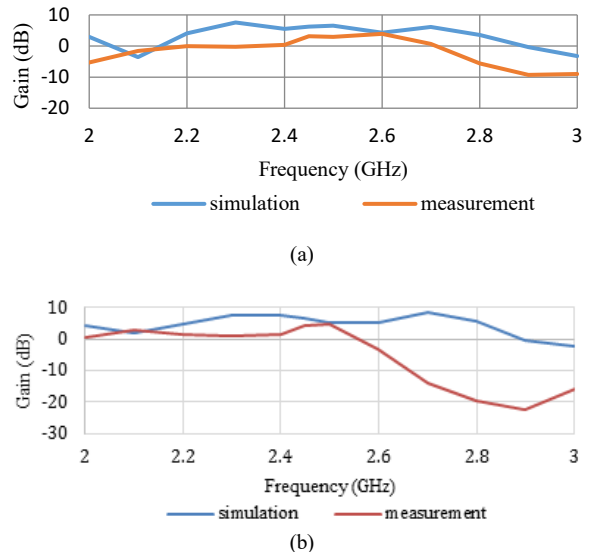 10
0
-10
-20
Gain (dB)
2 2.2 2.4 2.6 2.8 3
Frequency (GHz)
simulation measurement
(a)
10
0
-10
-20
-30
Gain (dB)
2 2.2 2.4 2.6 2.8 3
Frequency (GHz)
simulation measurement
(b)